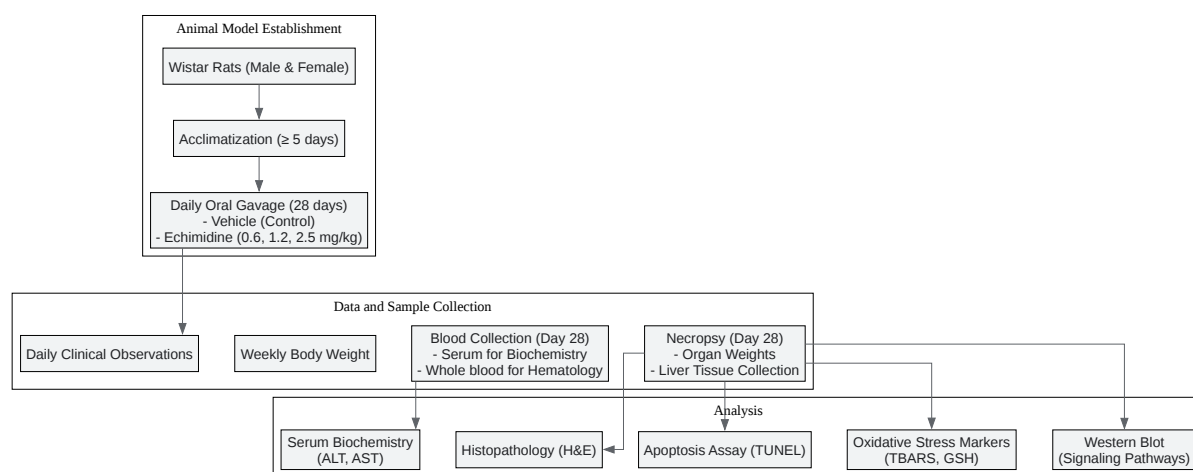 Animal Model Establishment
Wistar Rats (Male & Female)
Acclimatization (≥ 5 days)
Daily Oral Gavage (28 days)
- Vehicle (Control)
- Echimidine (0.6, 1.2, 2.5 mg/kg)
Data and Sample Collection
Daily Clinical Observations
Weekly Body Weight
Blood Collection (Day 28)
- Serum for Biochemistry
- Whole blood for Hematology
Necropsy (Day 28)
- Organ Weights
- Liver Tissue Collection
Analysis
Serum Biochemistry
(ALT, AST)
Histopathology (H&E)
Apoptosis Assay (TUNEL)
Oxidative Stress Markers
(TBARS, GSH)
Western Blot
(Signaling Pathways)